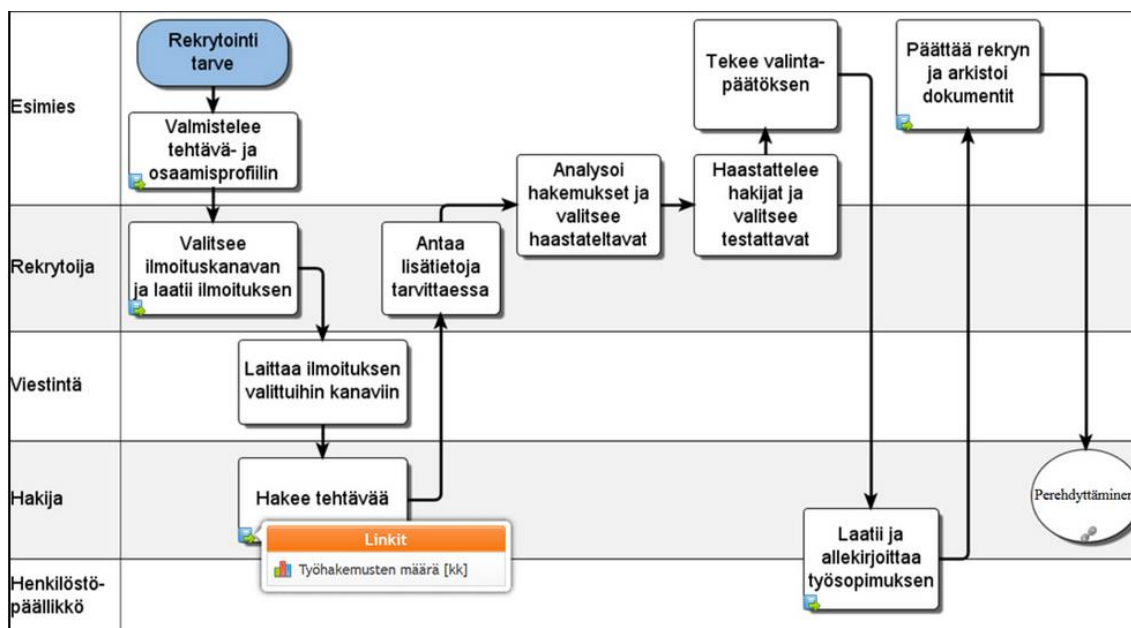 Esimies
Rekrytointi
tarve
Valmistelee
tehtävä- ja
osaamisprofiilin
Tekee valinta-
päätöksen
Päättää rekryn
ja arkistoi
dokumentit
Analysoi
hakemukset ja
valitsee
haastateltavat
Haastattelee
hakijat ja
valitsee
testattavat
Rekrytoija
Valitsee
ilmoituskanavan
ja laatii ilmoituksen
Antaa
lisätietoja
tarvittaessa
Viestintä
Laittaa ilmoituksen
valittuihin kanaviin
Hakija
Hakee tehtävää
Linkit
Työhakemusten määrä [kk]
Perehdyttäminen
Henkilöstö-
päällikkö
Laatii ja
allekirjoittaa
työsopimuksen